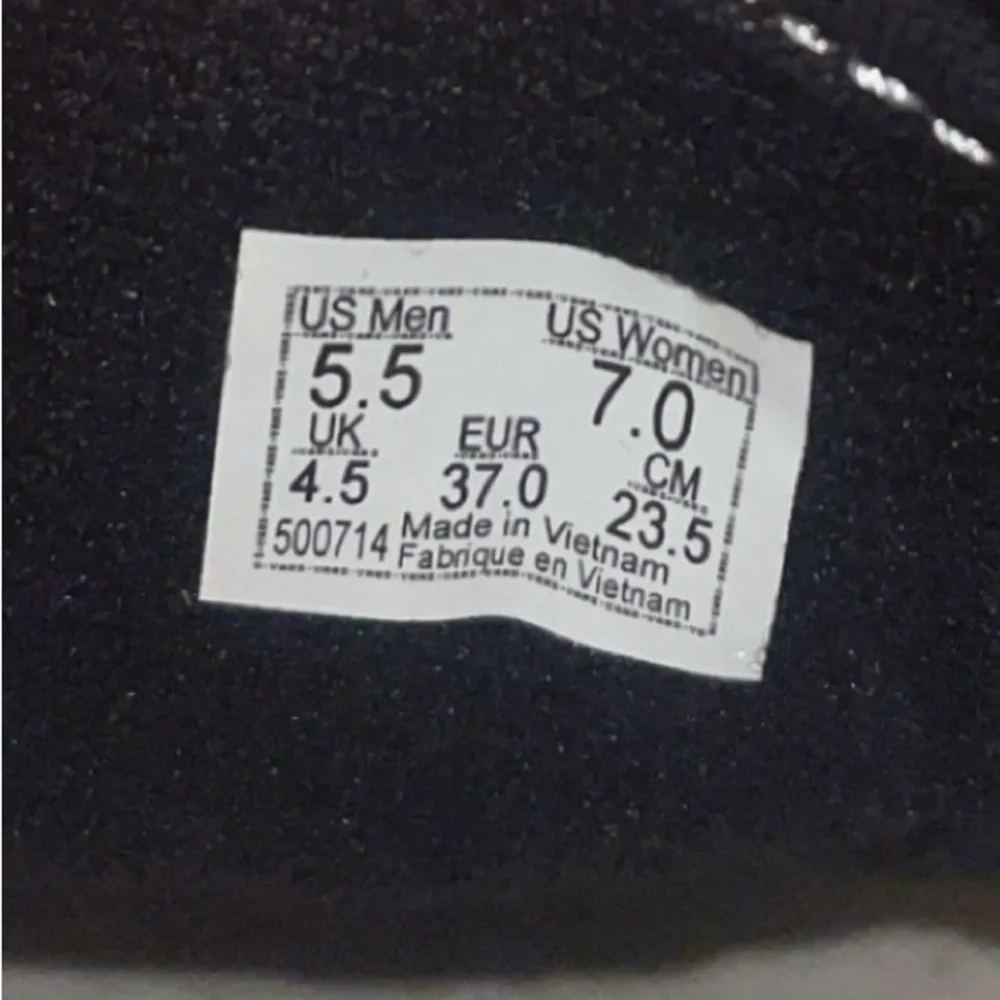 US Men US Women
5.5 7.0
UK EUR CM
4.5 37.0 23.5
500714 Made in Vietnam
Fabrique en Vietnam